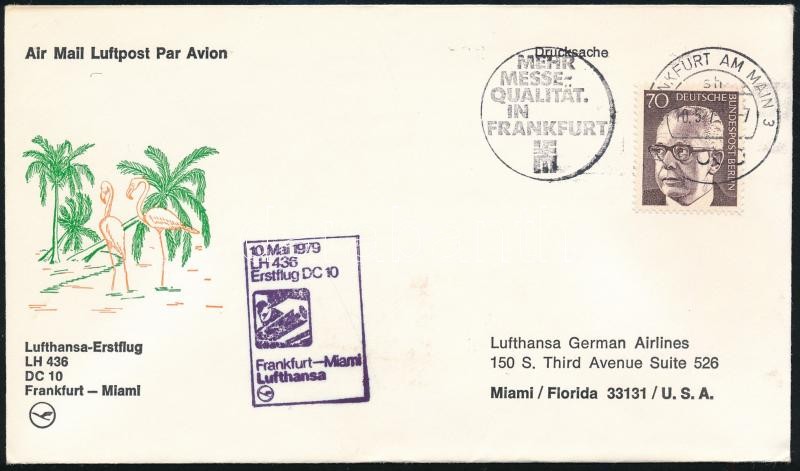 Air Mail Luftpost Par Avion
Drucksache
MEHR
MESSE-
QUALITÄT.
IN
FRANKFURT
FRANKFURT AM MAIN 3
sh
70
DEUTSCHE
BUNDESPOST BERLIN
10. Mai 1979
LH 436
Erstflug DC 10
Frankfurt—Miami
Lufthansa
Lufthansa-Erstflug
LH 436
DC 10
Frankfurt – Miami
Lufthansa German Airlines
150 S. Third Avenue Suite 526
Miami / Florida 33131 / U. S. A.